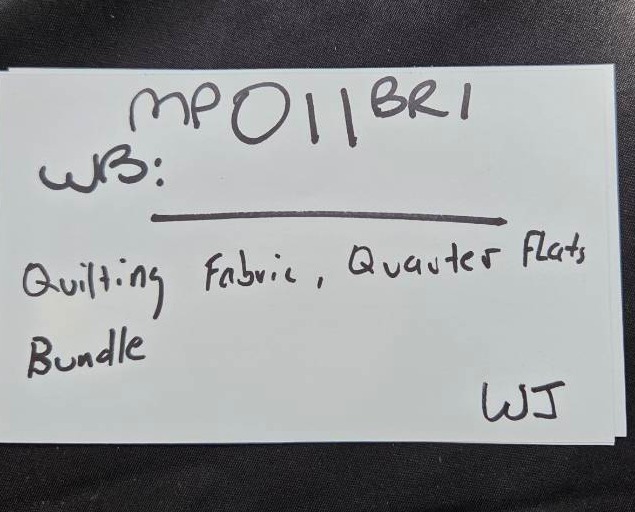 MP011BR1
WB:
Quilting Fabric, Quarter Flats
Bundle
WJ